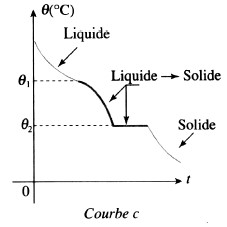 θ(°C)
Liquide
θ₁
Liquide → Solide
θ₂
Solide
0
t
Courbe c